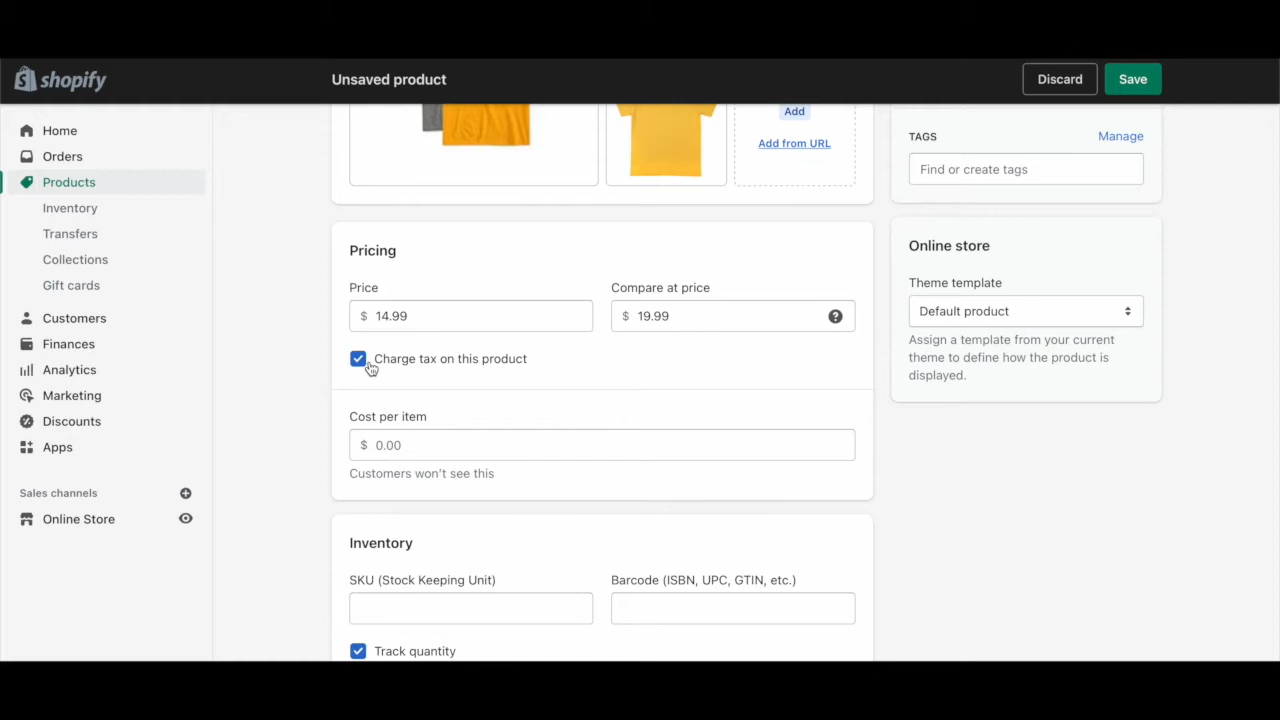 shopify
Unsaved product
Discard
Save
Home
Orders
Products
Inventory
Transfers
Collections
Gift cards
Customers
Finances
Analytics
Marketing
Discounts
Apps
Sales channels
Online Store
Add
Add from URL
Pricing
Price
Compare at price
$ 14.99
$ 19.99
Charge tax on this product
Cost per item
$ 0.00
Customers won't see this
Inventory
SKU (Stock Keeping Unit)
Barcode (ISBN, UPC, GTIN, etc.)
Track quantity
TAGS
Manage
Find or create tags
Online store
Theme template
Default product
Assign a template from your current
theme to define how the product is
displayed.